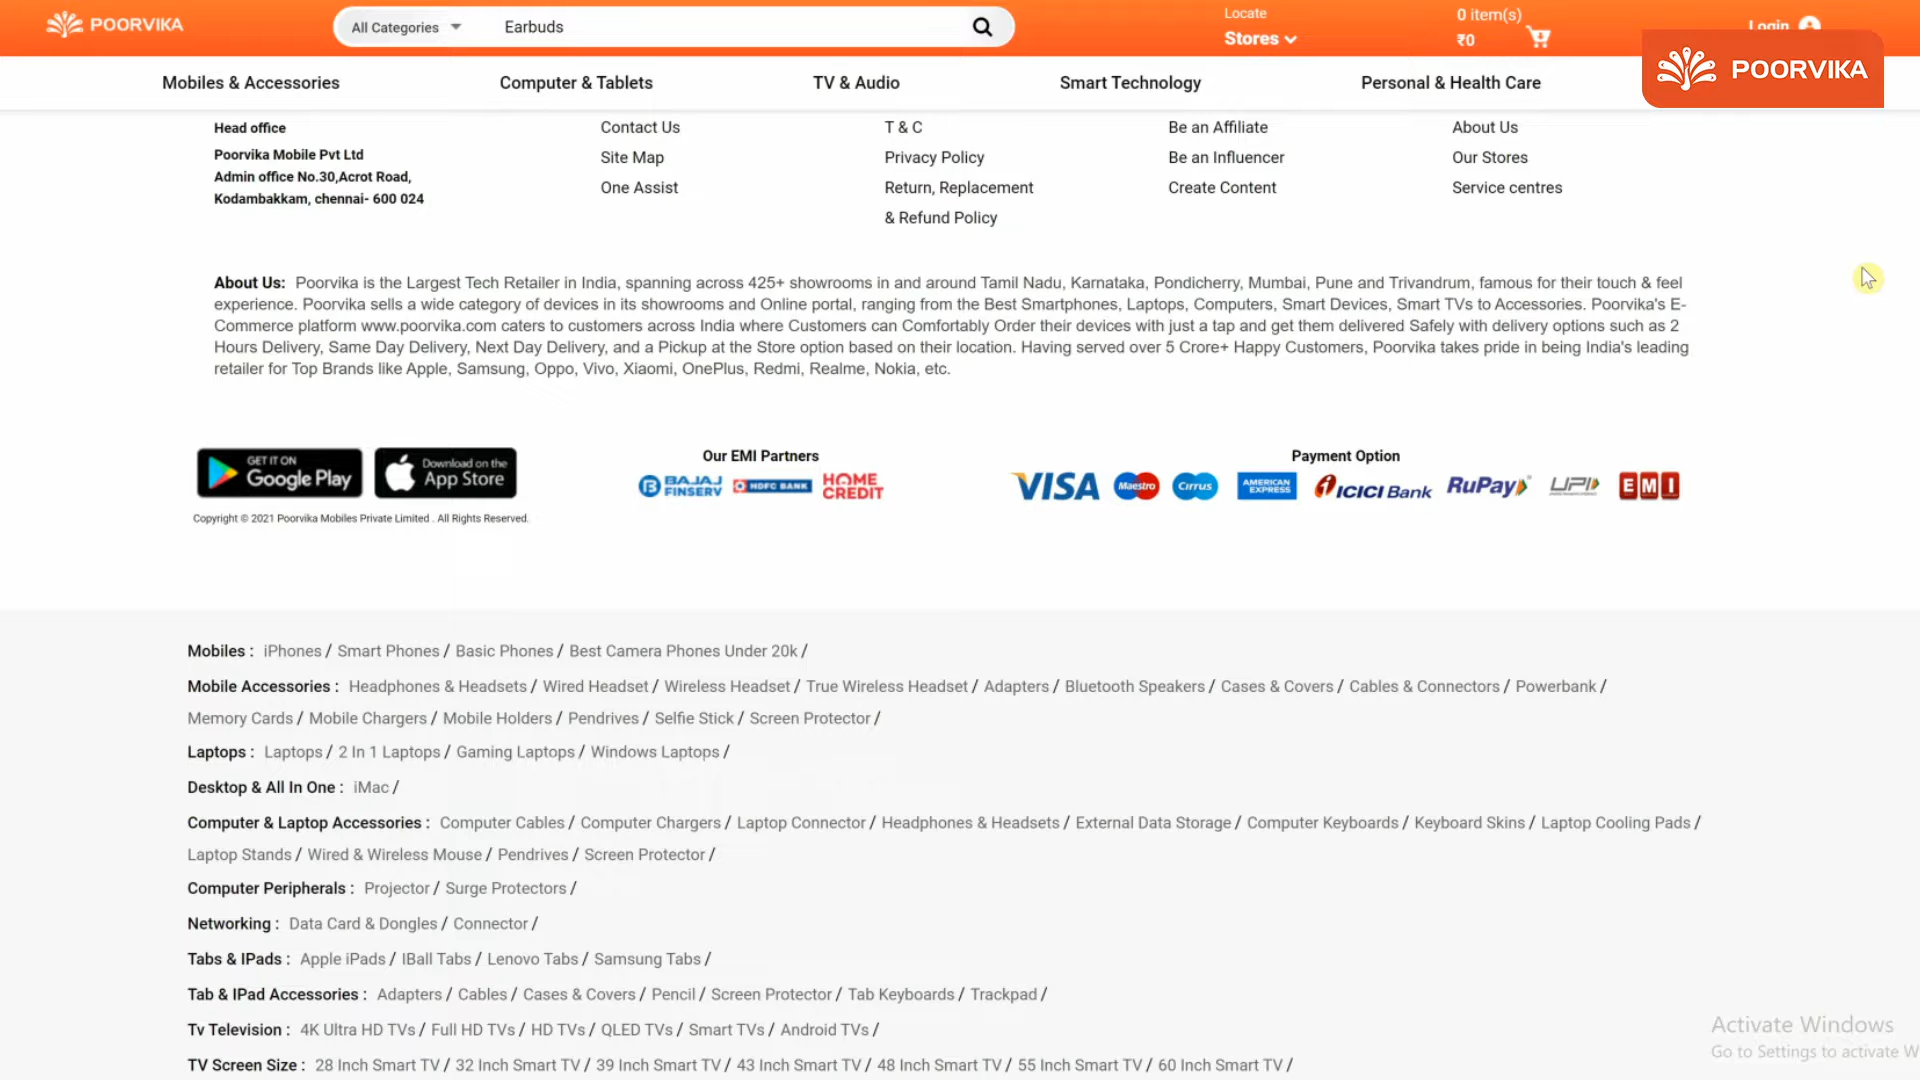 POORVIKA
All Categories
Earbuds
Locate
Stores
0 item(s)
₹0
Login
POORVIKA
Mobiles & Accessories
Computer & Tablets
TV & Audio
Smart Technology
Personal & Health Care
Head office
Poorvika Mobile Pvt Ltd
Admin office No.30,Acrot Road,
Kodambakkam, chennai- 600 024
Contact Us
Site Map
One Assist
T & C
Privacy Policy
Return, Replacement
& Refund Policy
Be an Affiliate
Be an Influencer
Create Content
About Us
Our Stores
Service centres
About Us: Poorvika is the Largest Tech Retailer in India, spanning across 425+ showrooms in and around Tamil Nadu, Karnataka, Pondicherry, Mumbai, Pune and Trivandrum, famous for their touch & feel
experience. Poorvika sells a wide category of devices in its showrooms and Online portal, ranging from the Best Smartphones, Laptops, Computers, Smart Devices, Smart TVs to Accessories. Poorvika's E-
Commerce platform www.poorvika.com caters to customers across India where Customers can Comfortably Order their devices with just a tap and get them delivered Safely with delivery options such as 2
Hours Delivery, Same Day Delivery, Next Day Delivery, and a Pickup at the Store option based on their location. Having served over 5 Crore+ Happy Customers, Poorvika takes pride in being India's leading
retailer for Top Brands like Apple, Samsung, Oppo, Vivo, Xiaomi, OnePlus, Redmi, Realme, Nokia, etc.
GET IT ON
Google Play
Download on the
App Store
Copyright © 2021 Poorvika Mobiles Private Limited . All Rights Reserved.
Our EMI Partners
BAJAJ
FINSERV
HDFC BANK
HOME
CREDIT
Payment Option
VISA
Maestro
Cirrus
AMERICAN
EXPRESS
ICICI Bank
RuPay
UPI
EMI
Mobiles : iPhones / Smart Phones / Basic Phones / Best Camera Phones Under 20k /
Mobile Accessories : Headphones & Headsets / Wired Headset / Wireless Headset / True Wireless Headset / Adapters / Bluetooth Speakers / Cases & Covers / Cables & Connectors / Powerbank /
Memory Cards / Mobile Chargers / Mobile Holders / Pendrives / Selfie Stick / Screen Protector /
Laptops : Laptops / 2 In 1 Laptops / Gaming Laptops / Windows Laptops /
Desktop & All In One : iMac /
Computer & Laptop Accessories : Computer Cables / Computer Chargers / Laptop Connector / Headphones & Headsets / External Data Storage / Computer Keyboards / Keyboard Skins / Laptop Cooling Pads /
Laptop Stands / Wired & Wireless Mouse / Pendrives / Screen Protector /
Computer Peripherals : Projector / Surge Protectors /
Networking : Data Card & Dongles / Connector /
Tabs & IPads : Apple iPads / IBall Tabs / Lenovo Tabs / Samsung Tabs /
Tab & IPad Accessories : Adapters / Cables / Cases & Covers / Pencil / Screen Protector / Tab Keyboards / Trackpad /
Tv Television : 4K Ultra HD TVs / Full HD TVs / HD TVs / QLED TVs / Smart TVs / Android TVs /
TV Screen Size : 28 Inch Smart TV / 32 Inch Smart TV / 39 Inch Smart TV / 43 Inch Smart TV / 48 Inch Smart TV / 55 Inch Smart TV / 60 Inch Smart TV /
Activate Windows
Go to Settings to activate W